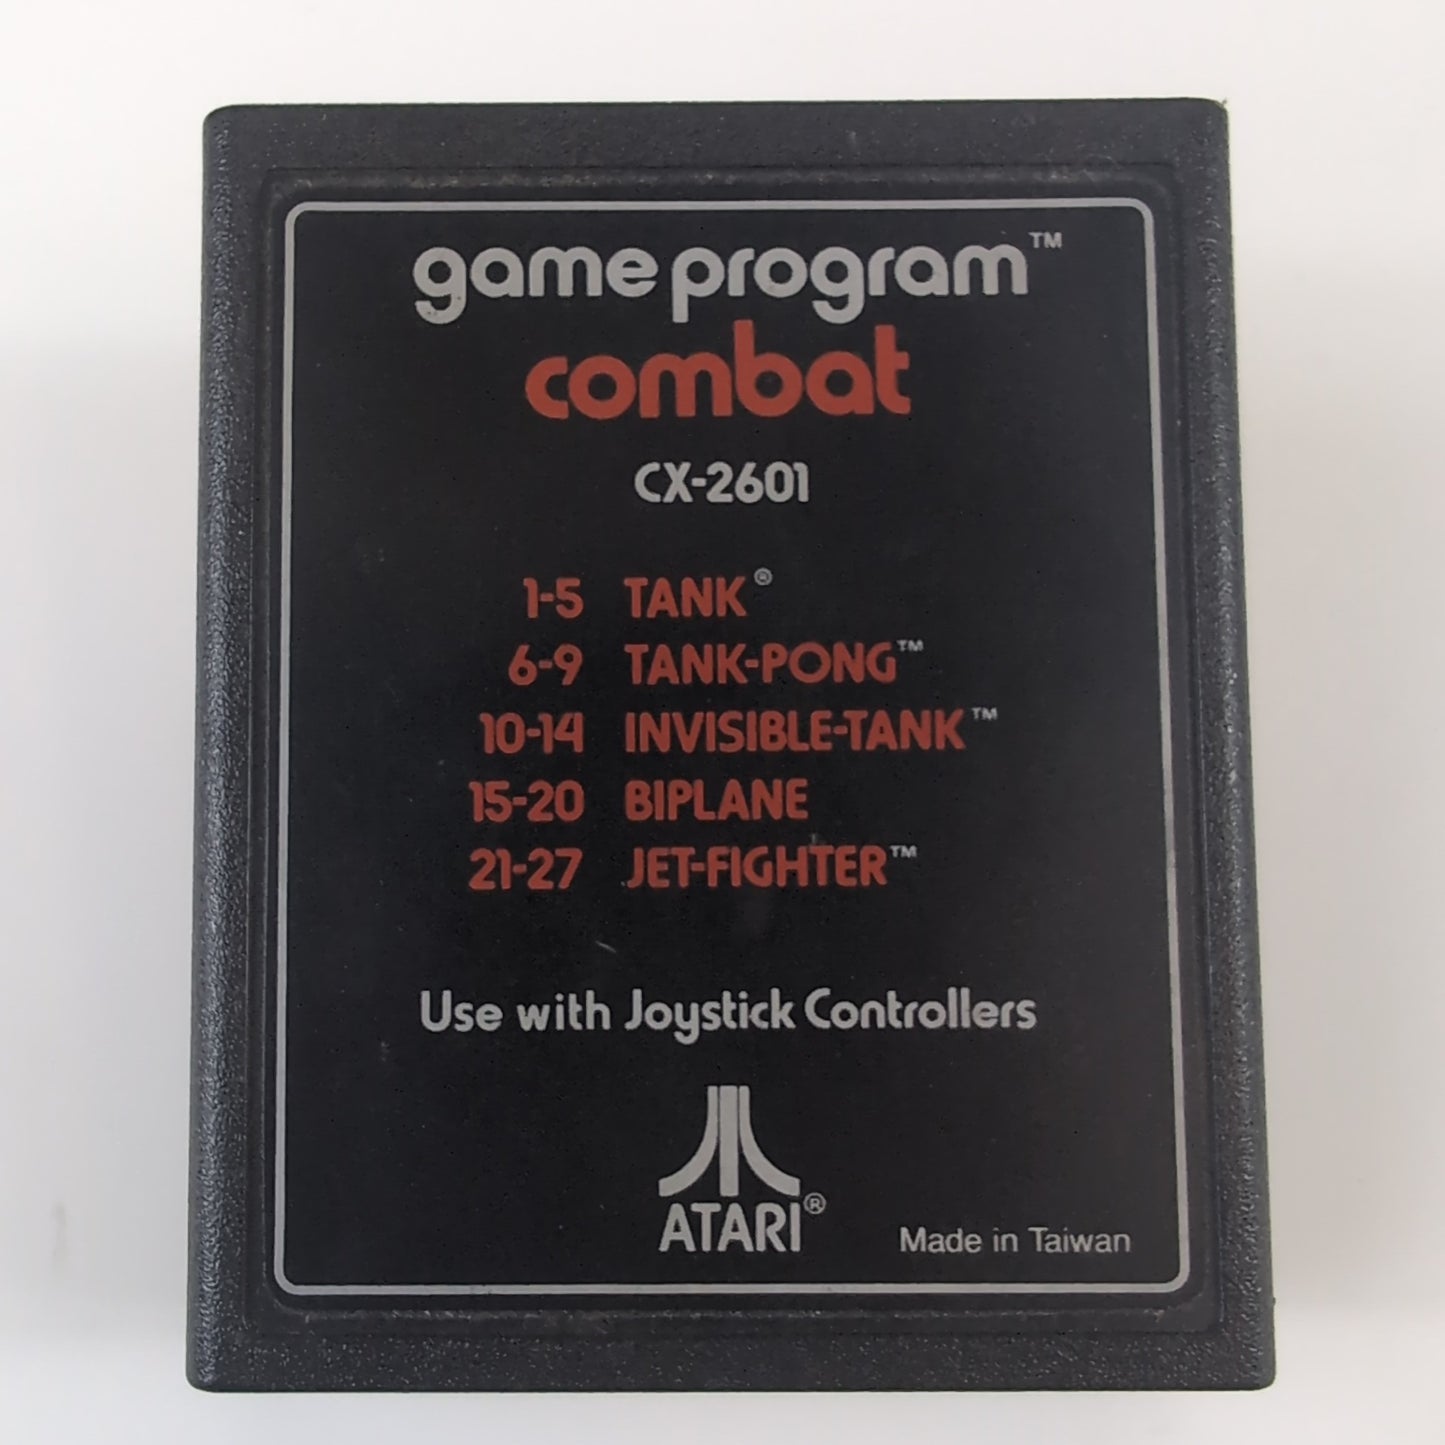 game program™
combat
CX-2601
1-5 TANK®
6-9 TANK-PONG™
10-14 INVISIBLE-TANK™
15-20 BIPLANE
21-27 JET-FIGHTER™
Use with Joystick Controllers
ATARI®
Made in Taiwan